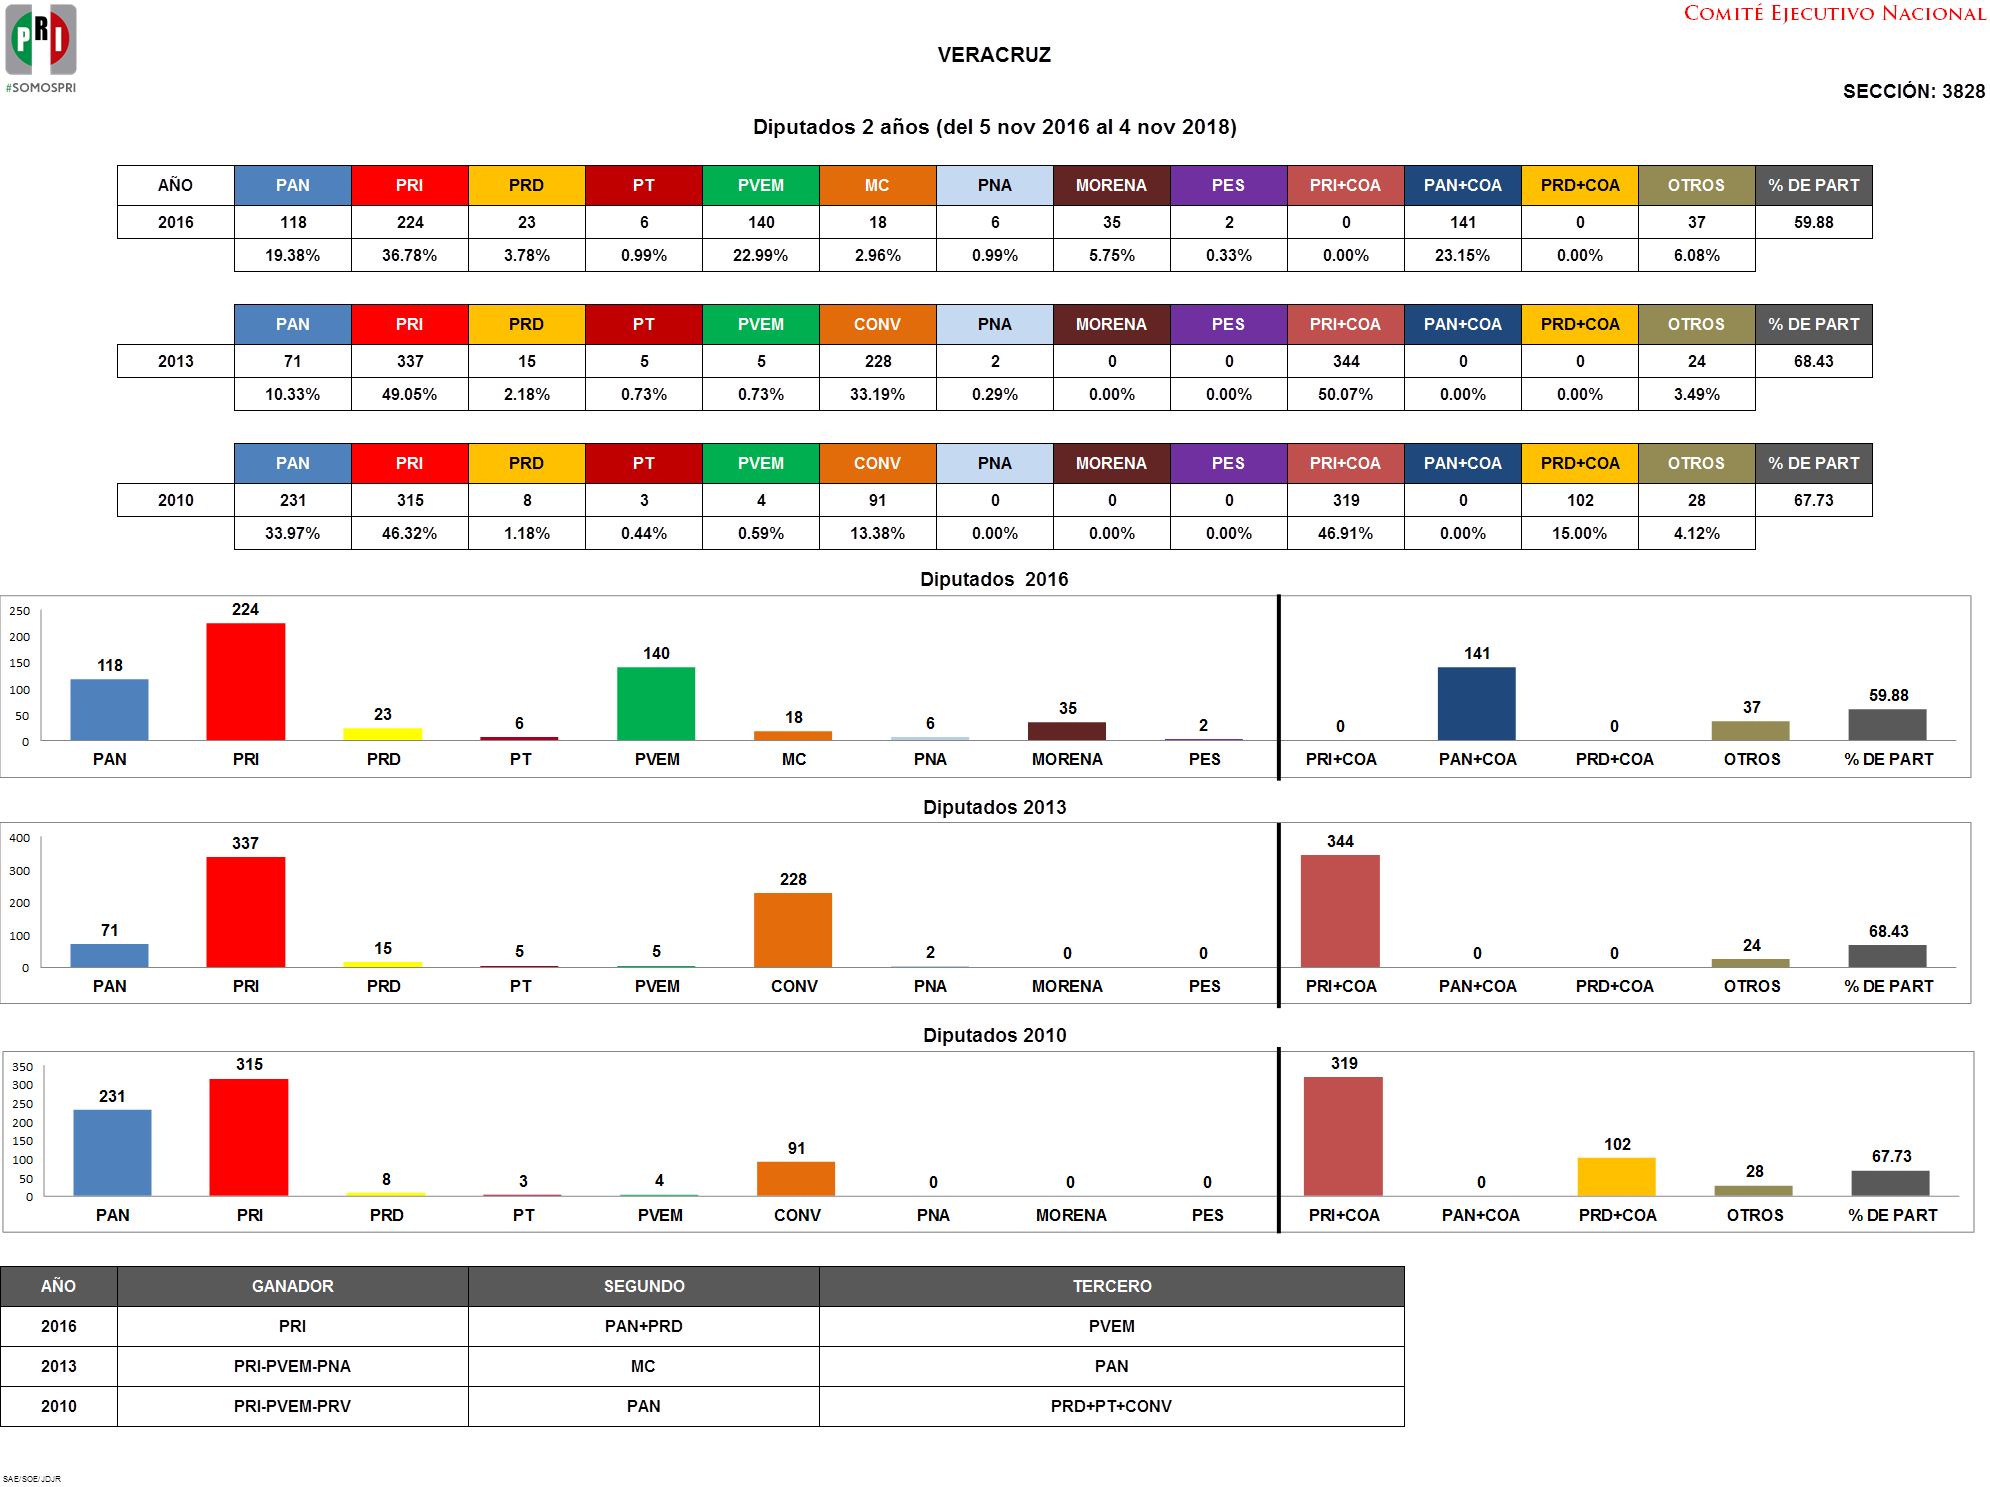 PRI
#SOMOSPRI
COMITÉ EJECUTIVO NACIONAL
VERACRUZ
SECCIÓN: 3828
Diputados 2 años (del 5 nov 2016 al 4 nov 2018)
AÑO PAN PRI PRD PT PVEM MC PNA MORENA PES PRI+COA PAN+COA PRD+COA OTROS % DE PART
2016 118 224 23 6 140 18 6 35 2 0 141 0 37 59.88
19.38% 36.78% 3.78% 0.99% 22.99% 2.96% 0.99% 5.75% 0.33% 0.00% 23.15% 0.00% 6.08%
PAN PRI PRD PT PVEM CONV PNA MORENA PES PRI+COA PAN+COA PRD+COA OTROS % DE PART
2013 71 337 15 5 5 228 2 0 0 344 0 0 24 68.43
10.33% 49.05% 2.18% 0.73% 0.73% 33.19% 0.29% 0.00% 0.00% 50.07% 0.00% 0.00% 3.49%
PAN PRI PRD PT PVEM CONV PNA MORENA PES PRI+COA PAN+COA PRD+COA OTROS % DE PART
2010 231 315 8 3 4 91 0 0 0 319 0 102 28 67.73
33.97% 46.32% 1.18% 0.44% 0.59% 13.38% 0.00% 0.00% 0.00% 46.91% 0.00% 15.00% 4.12%
Diputados 2016
250
200
150
100
50
0
118 224 23 6 140 18 6 35 2 0 141 0 37 59.88
PAN PRI PRD PT PVEM MC PNA MORENA PES PRI+COA PAN+COA PRD+COA OTROS % DE PART
Diputados 2013
400
300
200
100
0
71 337 15 5 5 228 2 0 0 344 0 0 24 68.43
PAN PRI PRD PT PVEM CONV PNA MORENA PES PRI+COA PAN+COA PRD+COA OTROS % DE PART
Diputados 2010
350
300
250
200
150
100
50
0
231 315 8 3 4 91 0 0 0 319 0 102 28 67.73
PAN PRI PRD PT PVEM CONV PNA MORENA PES PRI+COA PAN+COA PRD+COA OTROS % DE PART
AÑO GANADOR SEGUNDO TERCERO
2016 PRI PAN+PRD PVEM
2013 PRI-PVEM-PNA MC PAN
2010 PRI-PVEM-PRV PAN PRD+PT+CONV
SAE/SOE/JDJR